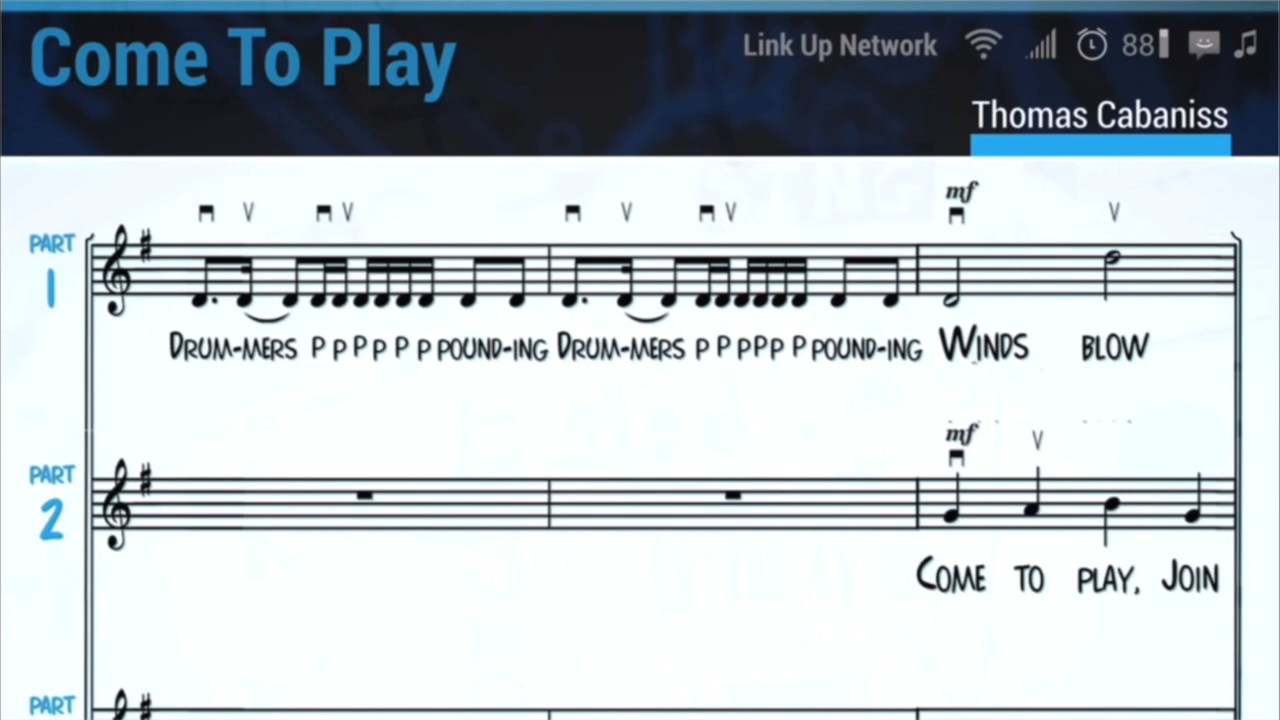 Come To Play
Link Up Network
88
Thomas Cabaniss
mf
PART
1
DRUM-MERS P P P P P P POUND-ING DRUM-MERS P P P P P P POUND-ING WINDS BLOW
mf
PART
2
COME TO PLAY, JOIN
PART